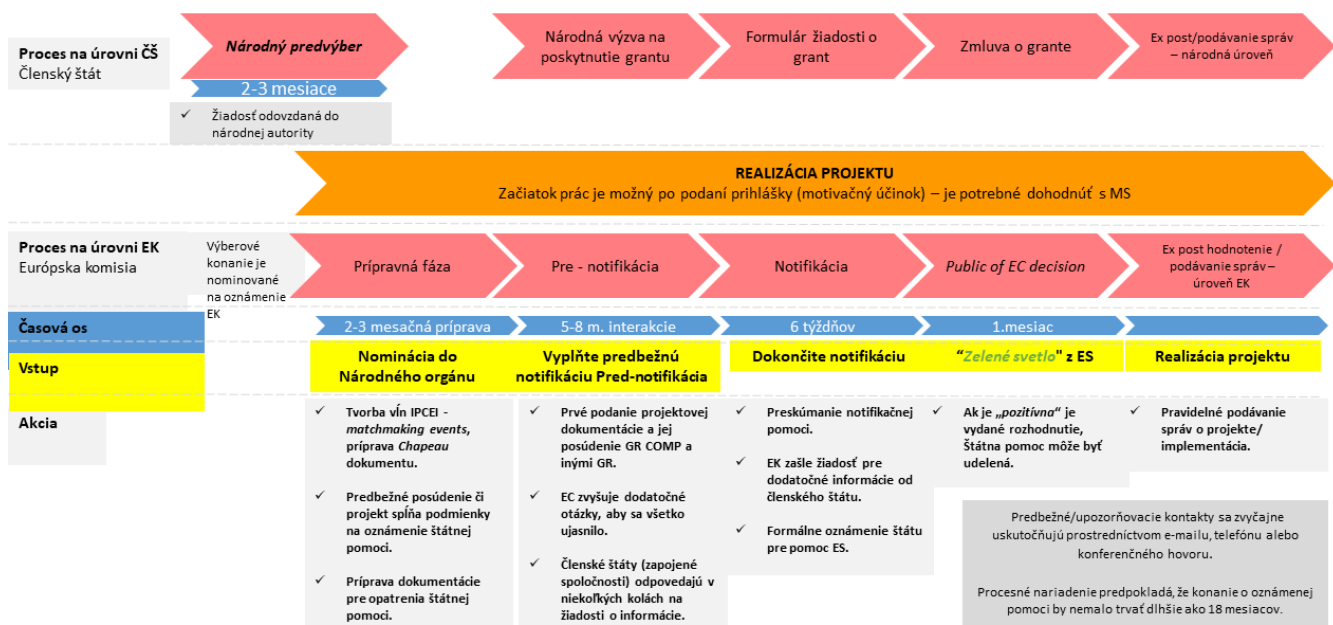 Proces na úrovni ČŠ
Členský štát
Národný predvýber
2-3 mesiace
✓ Žiadosť odovzdaná do
národnej autority
Národná výzva na
poskytnutie grantu
Formulár žiadosti o
grant
Zmluva o grante
Ex post/podávanie správ
– národná úroveň
REALIZÁCIA PROJEKTU
Začiatok prác je možný po podaní prihlášky (motivačný účinok) – je potrebné dohodnúť s MS
Proces na úrovni EK
Európska komisia
Výberové
konanie je
nominované
na oznámenie
EK
Prípravná fáza
Pre - notifikácia
Notifikácia
Public of EC decision
Ex post hodnotenie /
podávanie správ –
úroveň EK
Časová os
2-3 mesačná príprava
5-8 m. interakcie
6 týždňov
1.mesiac
Vstup
Nominácia do
Národného orgánu
Vyplňte predbežnú
notifikáciu Pred-notifikácia
Dokončite notifikáciu
“Zelené svetlo" z ES
Realizácia projektu
Akcia
✓ Tvorba vĺn IPCEI -
matchmaking events,
príprava Chapeau
dokumentu.
✓ Predbežné posúdenie či
projekt spĺňa podmienky
na oznámenie štátnej
pomoci.
✓ Príprava dokumentácie
pre opatrenia štátnej
pomoci.
✓ Prvé podanie projektovej
dokumentácie a jej
posúdenie GR COMP a
inými GR.
✓ EC zvyšuje dodatočné
otázky, aby sa všetko
ujasnilo.
✓ Členské štáty (zapojené
spoločnosti) odpovedajú v
niekoľkých kolách na
žiadosti o informácie.
✓ Preskúmanie notifikačnej
pomoci.
✓ EK zašle žiadosť pre
dodatočné informácie od
členského štátu.
✓ Formálne oznámenie štátu
pre pomoc ES.
✓ Ak je „pozitívna“ je
vydané rozhodnutie,
Štátna pomoc môže byť
udelená.
✓ Pravidelné podávanie
správ o projekte/
implementácia.
Predbežné/upozorňovacie kontakty sa zvyčajne
uskutočňujú prostredníctvom e-mailu, telefónu alebo
konferenčného hovoru.
Procesné nariadenie predpokladá, že konanie o oznámenej
pomoci by nemalo trvať dlhšie ako 18 mesiacov.